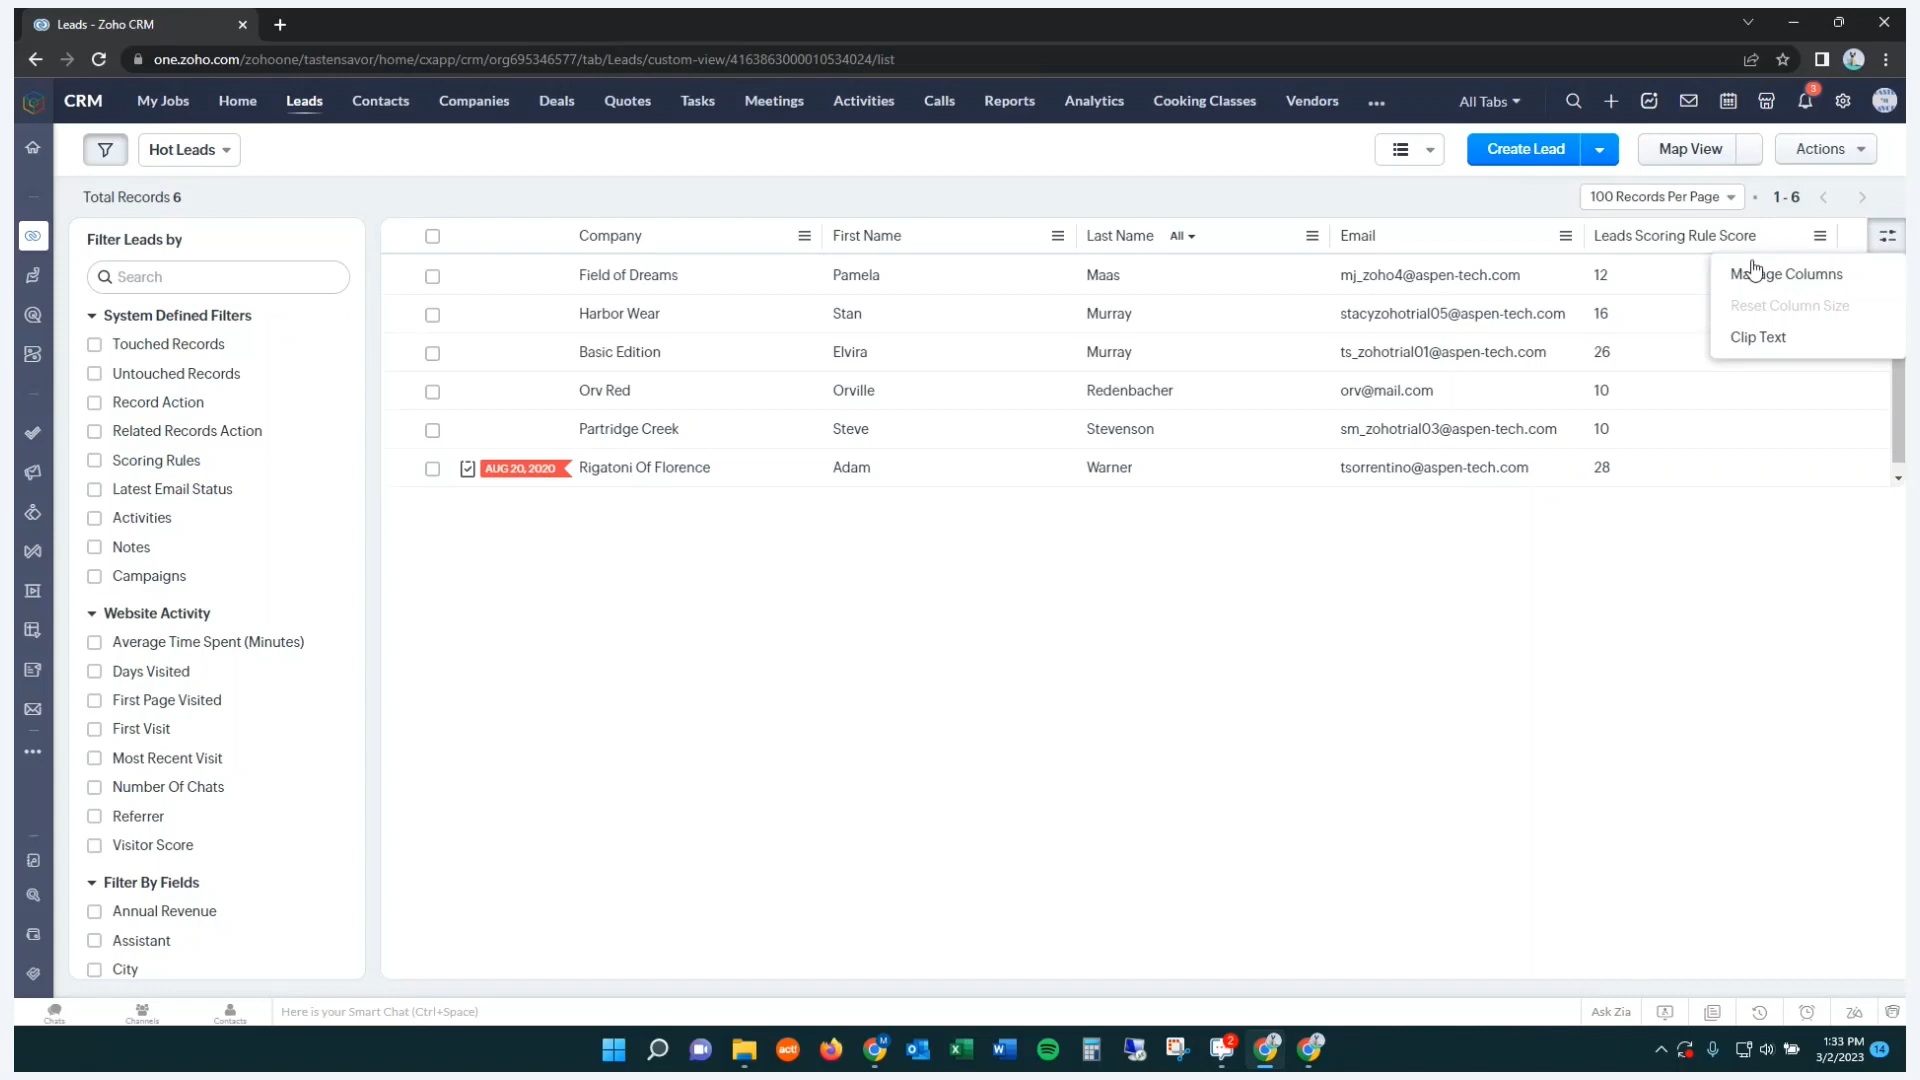 Leads - Zoho CRM
one.zoho.com/zohoone/tastensavor/home/cxapp/crm/org695346577/tab/Leads/custom-view/4163863000010534024/list
CRM My Jobs Home Leads Contacts Companies Deals Quotes Tasks Meetings Activities Calls Reports Analytics Cooking Classes Vendors ••• All Tabs 3
Hot Leads Create Lead Map View Actions
Total Records 6 100 Records Per Page • 1 - 6
Filter Leads by
Search
System Defined Filters
Touched Records
Untouched Records
Record Action
Related Records Action
Scoring Rules
Latest Email Status
Activities
Notes
Campaigns
Website Activity
Average Time Spent (Minutes)
Days Visited
First Page Visited
First Visit
Most Recent Visit
Number Of Chats
Referrer
Visitor Score
Filter By Fields
Annual Revenue
Assistant
City
Company First Name Last Name All Email Leads Scoring Rule Score
Field of Dreams Pamela Maas mj_zoho4@aspen-tech.com 12
Harbor Wear Stan Murray stacyzohotrial05@aspen-tech.com 16
Basic Edition Elvira Murray ts_zohotrial01@aspen-tech.com 26
Orv Red Orville Redenbacher orv@mail.com 10
Partridge Creek Steve Stevenson sm_zohotrial03@aspen-tech.com 10
AUG 20, 2020 Rigatoni Of Florence Adam Warner tsorrentino@aspen-tech.com 28
Manage Columns
Reset Column Size
Clip Text
Chats Channels Contacts Here is your Smart Chat (Ctrl+Space) Ask Zia
act! M 2
1:33 PM
3/2/2023 14